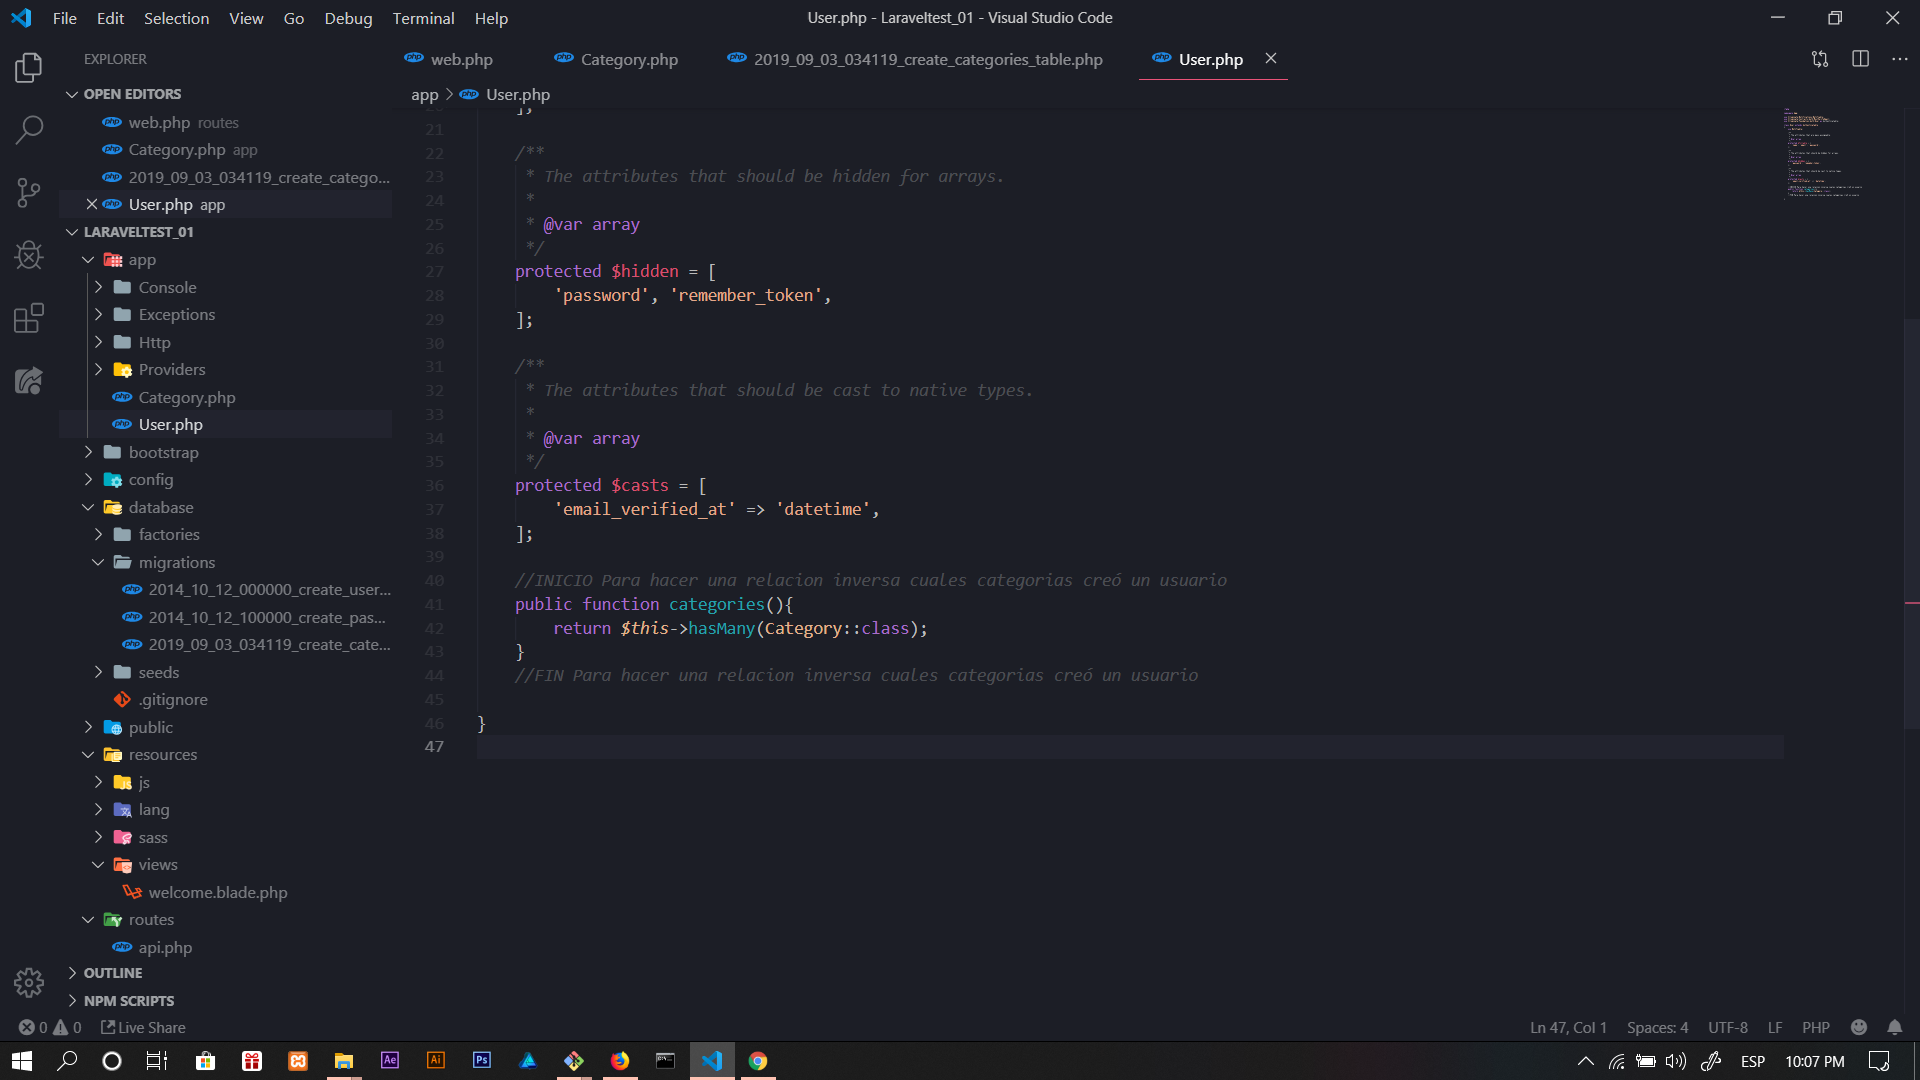 File Edit Selection View Go Debug Terminal Help
User.php - Laraveltest_01 - Visual Studio Code
EXPLORER
OPEN EDITORS
web.php routes
Category.php app
2019_09_03_034119_create_catego...
User.php app
LARAVELTEST_01
app
Console
Exceptions
Http
Providers
Category.php
User.php
bootstrap
config
database
factories
migrations
2014_10_12_000000_create_user...
2014_10_12_100000_create_pas...
2019_09_03_034119_create_cate...
seeds
.gitignore
public
resources
js
lang
sass
views
welcome.blade.php
routes
api.php
OUTLINE
NPM SCRIPTS
web.php Category.php 2019_09_03_034119_create_categories_table.php User.php
app > User.php
20 ];
21
22 /**
23 * The attributes that should be hidden for arrays.
24 *
25 * @var array
26 */
27 protected $hidden = [
28 'password', 'remember_token',
29 ];
30
31 /**
32 * The attributes that should be cast to native types.
33 *
34 * @var array
35 */
36 protected $casts = [
37 'email_verified_at' => 'datetime',
38 ];
39
40 //INICIO Para hacer una relacion inversa cuales categorias creó un usuario
41 public function categories(){
42 return $this->hasMany(Category::class);
43 }
44 //FIN Para hacer una relacion inversa cuales categorias creó un usuario
45
46 }
47
0 0 Live Share
Ln 47, Col 1 Spaces: 4 UTF-8 LF PHP
Ae Ai Ps
ESP 10:07 PM